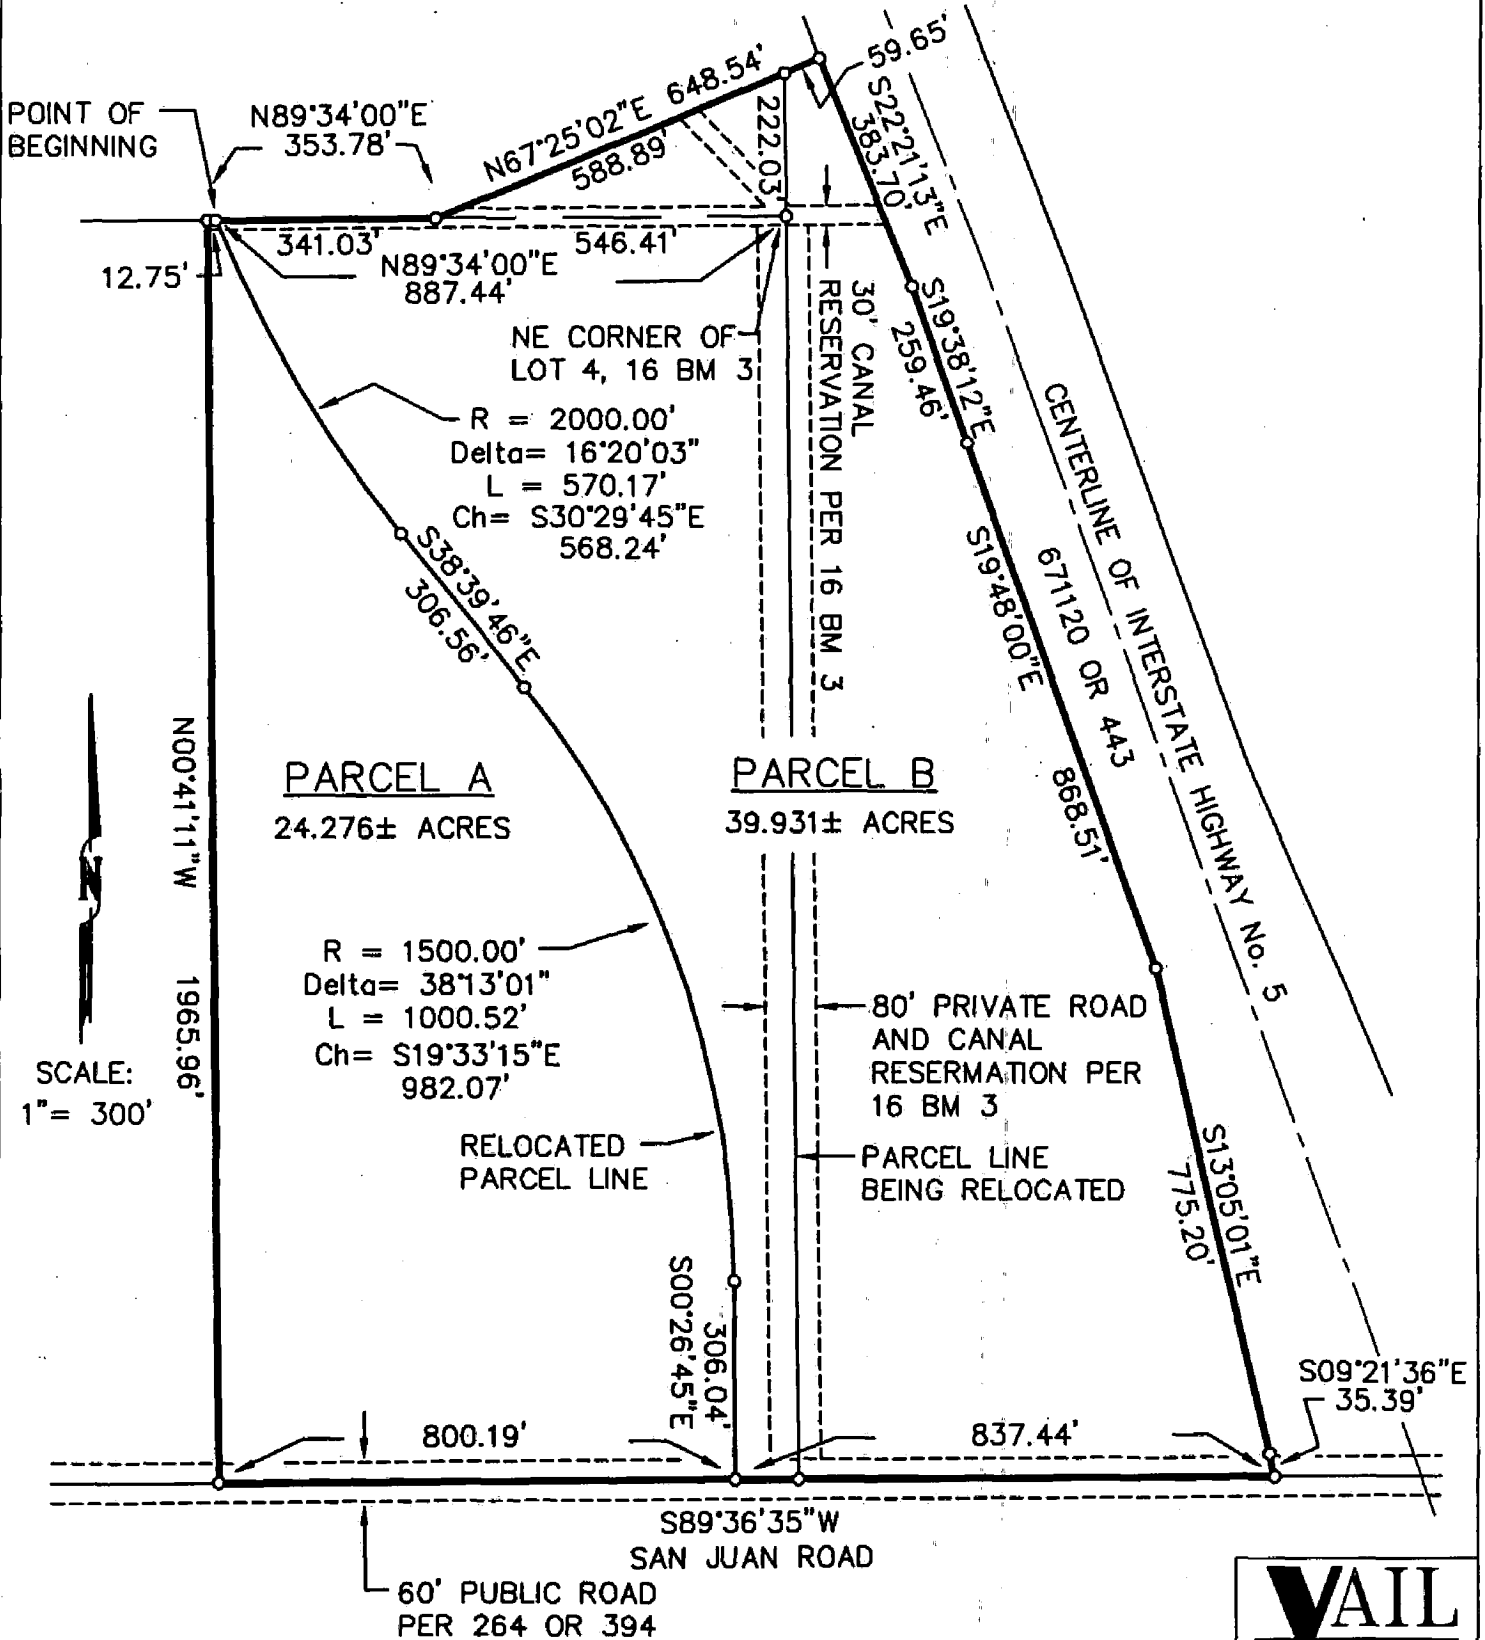 59.65'
N67°25'02"E 648.54'
588.89'
222.03'
S22°21'13"E
383.70'
POINT OF
BEGINNING
N89°34'00"E
353.78'
341.03'
546.41'
12.75'
N89°34'00"E
887.44'
NE CORNER OF
LOT 4, 16 BM 3
30' CANAL
RESERVATION PER 16 BM 3
S19°38'12"E
259.46'
R = 2000.00'
Delta= 16°20'03"
L = 570.17'
Ch= S30°29'45"E
568.24'
S38°39'46"E
306.56'
CENTERLINE OF INTERSTATE HIGHWAY No. 5
671120 OR 443
S19°48'00"E
868.51'
N00°41'11"W 1965.96'
PARCEL A
24.276± ACRES
PARCEL B
39.931± ACRES
N
SCALE:
1"= 300'
R = 1500.00'
Delta= 38°13'01"
L = 1000.52'
Ch= S19°33'15"E
982.07'
80' PRIVATE ROAD
AND CANAL
RESERMATION PER
16 BM 3
RELOCATED
PARCEL LINE
PARCEL LINE
BEING RELOCATED
S13°05'01"E
775.20'
S00°26'45"E
306.04'
S09°21'36"E
35.39'
800.19'
837.44'
S89°36'35"W
SAN JUAN ROAD
60' PUBLIC ROAD
PER 264 OR 394
VAIL